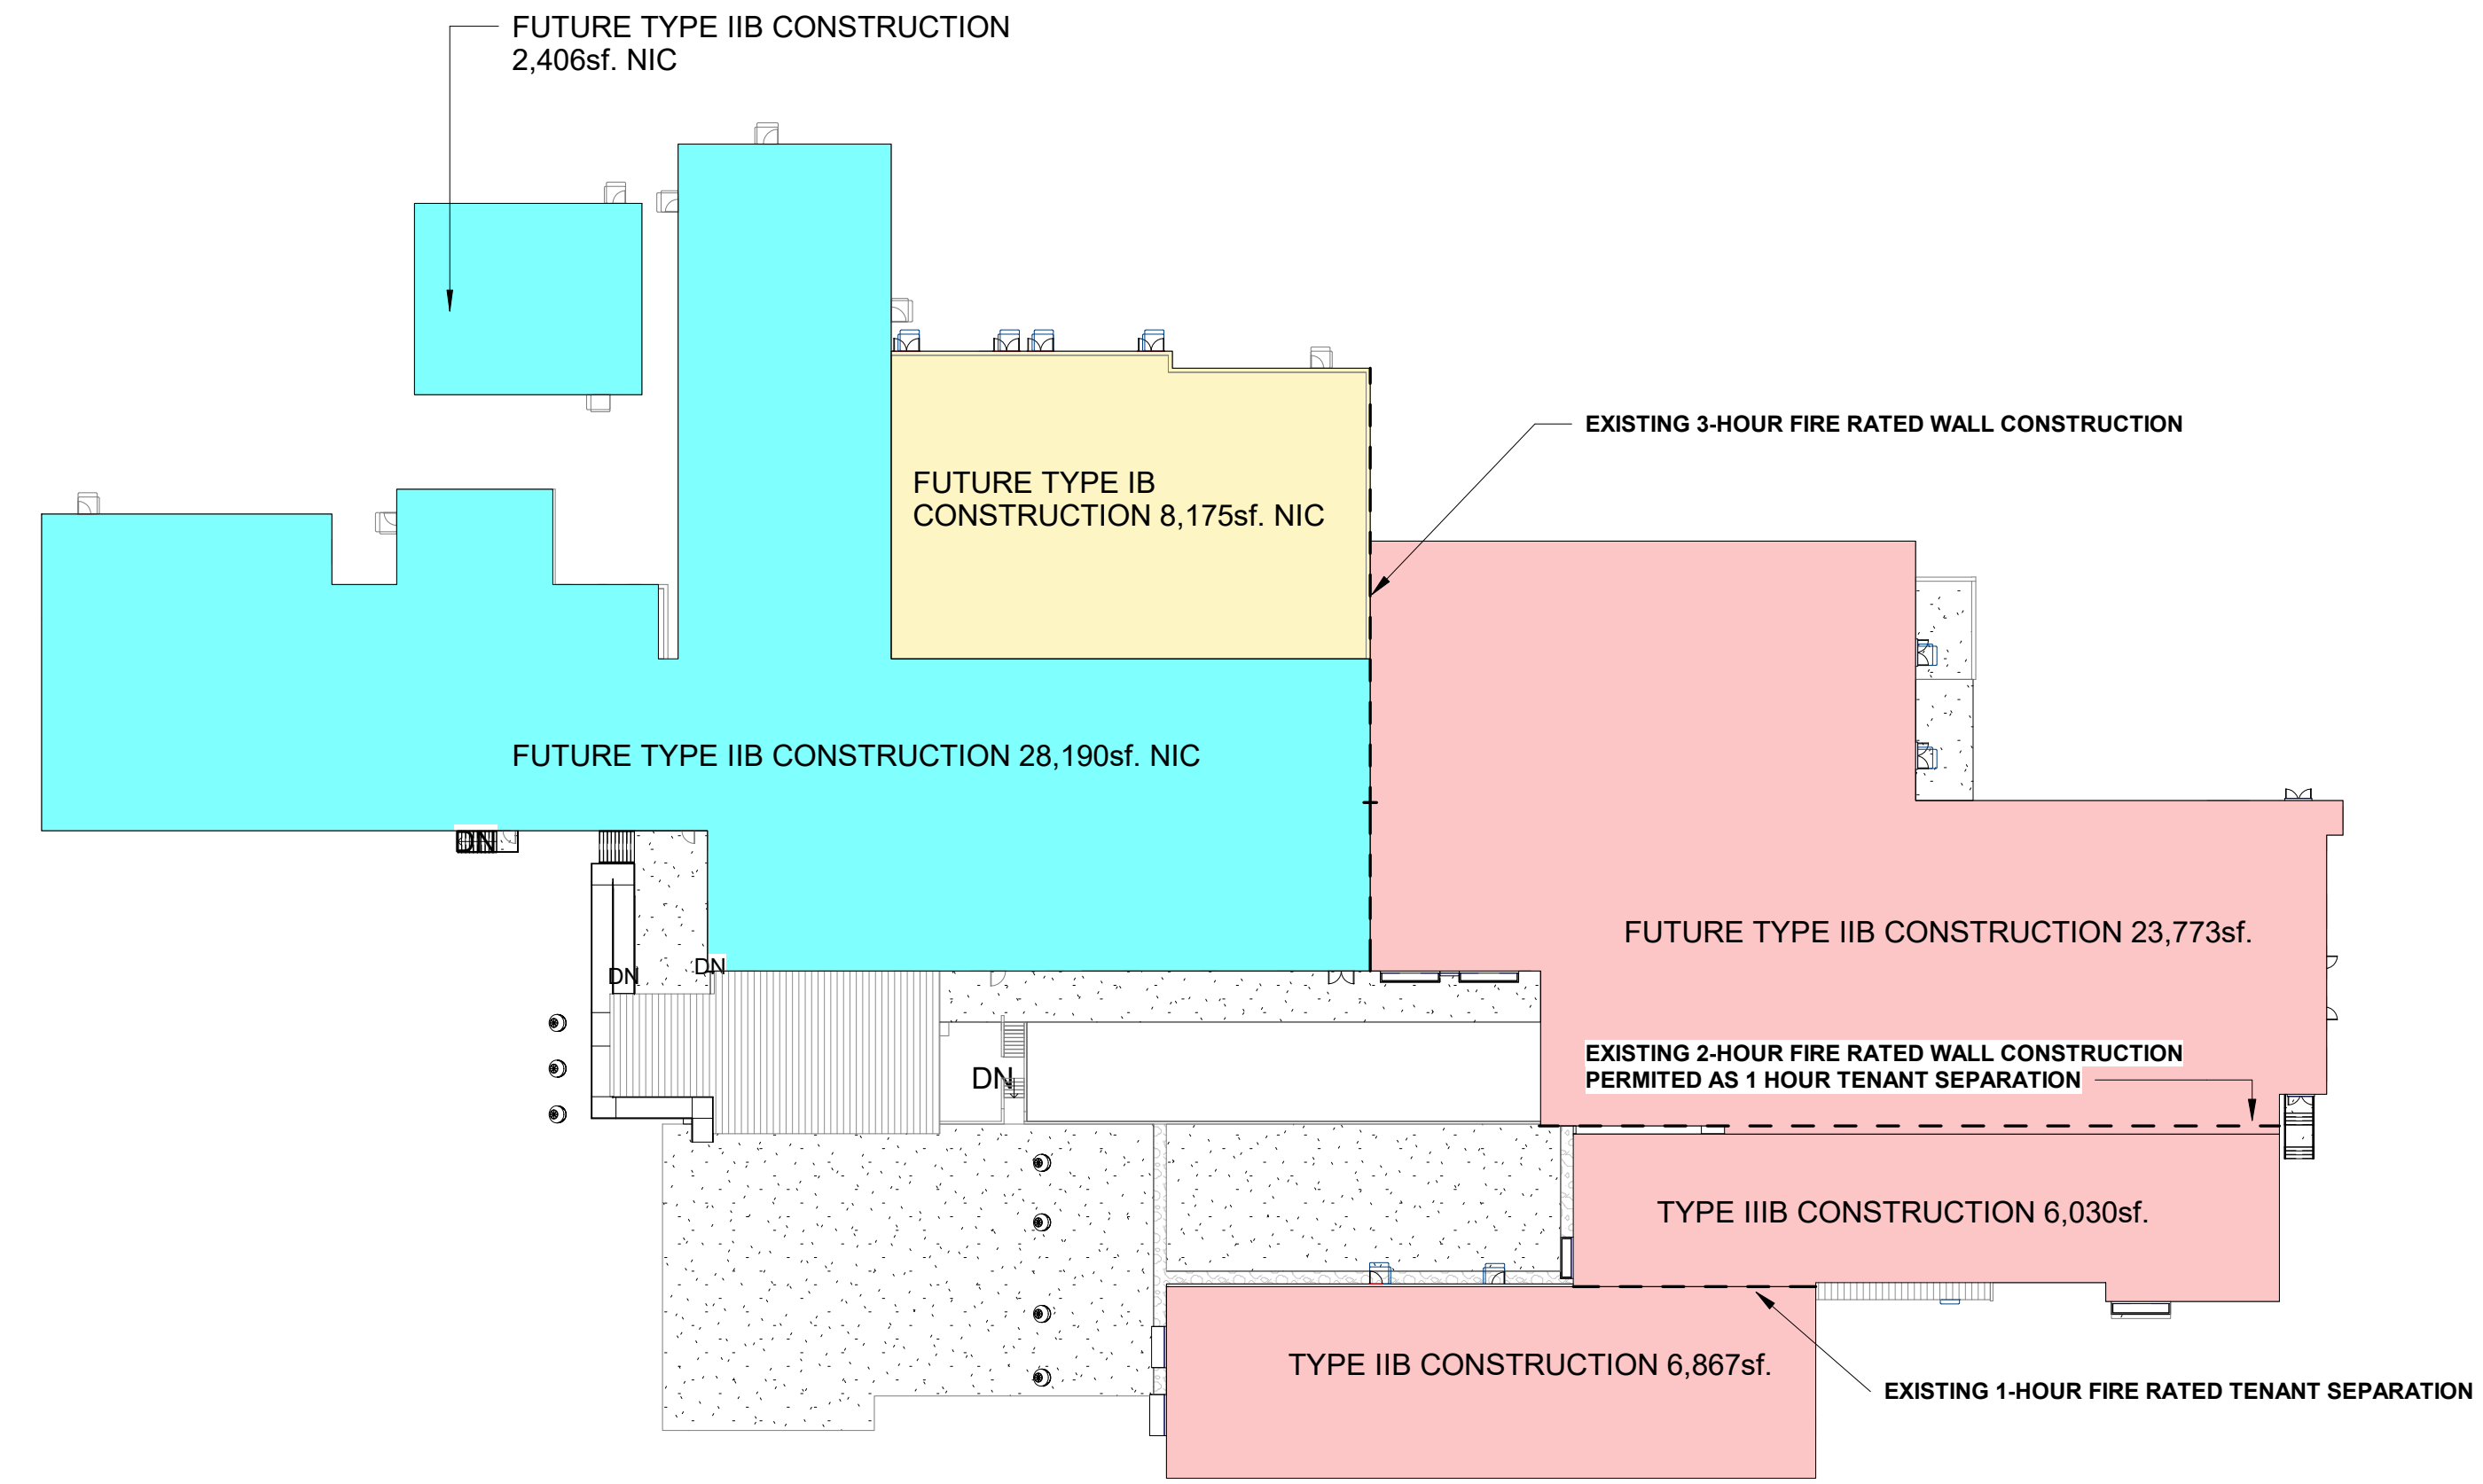 FUTURE TYPE IIB CONSTRUCTION
2,406sf. NIC
EXISTING 3-HOUR FIRE RATED WALL CONSTRUCTION
FUTURE TYPE IB
CONSTRUCTION 8,175sf. NIC
FUTURE TYPE IIB CONSTRUCTION 28,190sf. NIC
DN
FUTURE TYPE IIB CONSTRUCTION 23,773sf.
DN
DN
EXISTING 2-HOUR FIRE RATED WALL CONSTRUCTION
PERMITED AS 1 HOUR TENANT SEPARATION
DN
TYPE IIIB CONSTRUCTION 6,030sf.
TYPE IIB CONSTRUCTION 6,867sf.
EXISTING 1-HOUR FIRE RATED TENANT SEPARATION